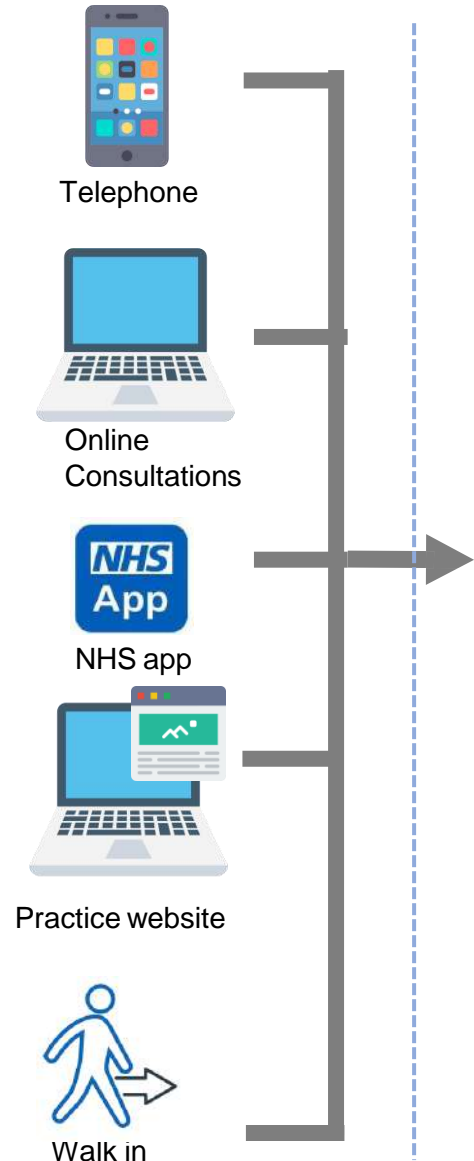 Telephone
Online
Consultations
NHS
App
NHS app
Practice website
Walk in